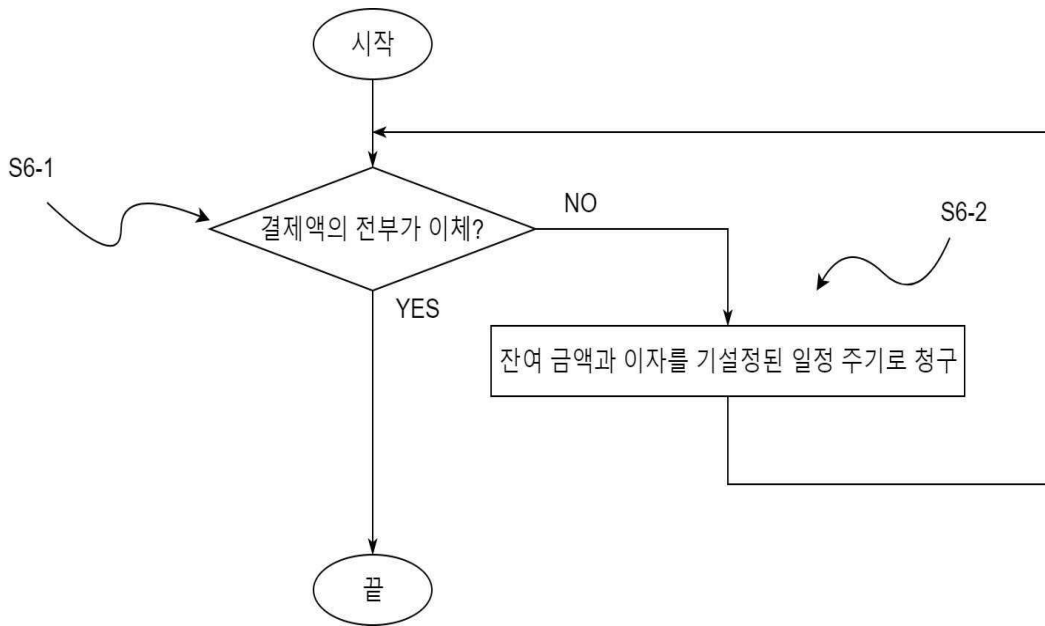 시작
S6-1
결제액의 전부가 이체?
NO
S6-2
YES
잔여 금액과 이자를 기설정된 일정 주기로 청구
끝